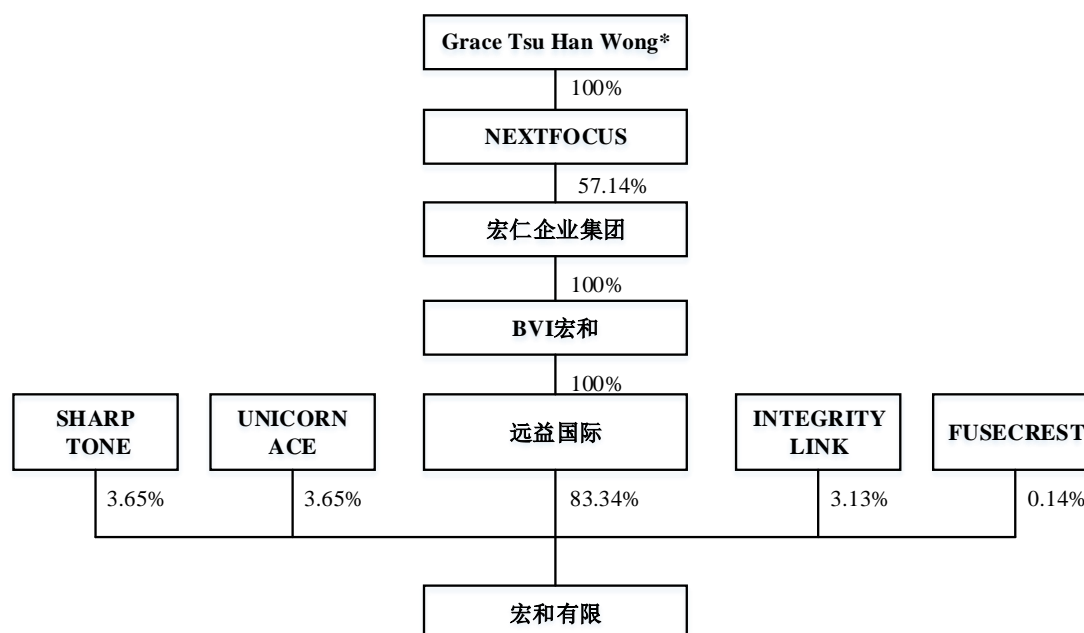 Grace Tsu Han Wong*
100%
NEXTFOCUS
57.14%
宏仁企业集团
100%
BVI宏和
100%
SHARP
TONE
UNICORN
ACE
远益国际
INTEGRITY
LINK
FUSECREST
3.65%
3.65%
83.34%
3.13%
0.14%
宏和有限